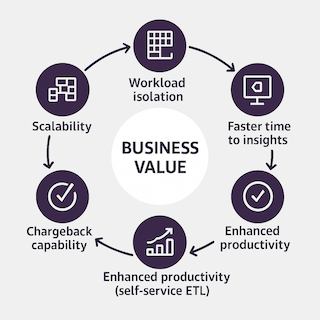 Workload
isolation
Scalability
Faster time
to insights
BUSINESS
VALUE
Chargeback
capability
Enhanced
productivity
Enhanced productivity
(self-service ETL)